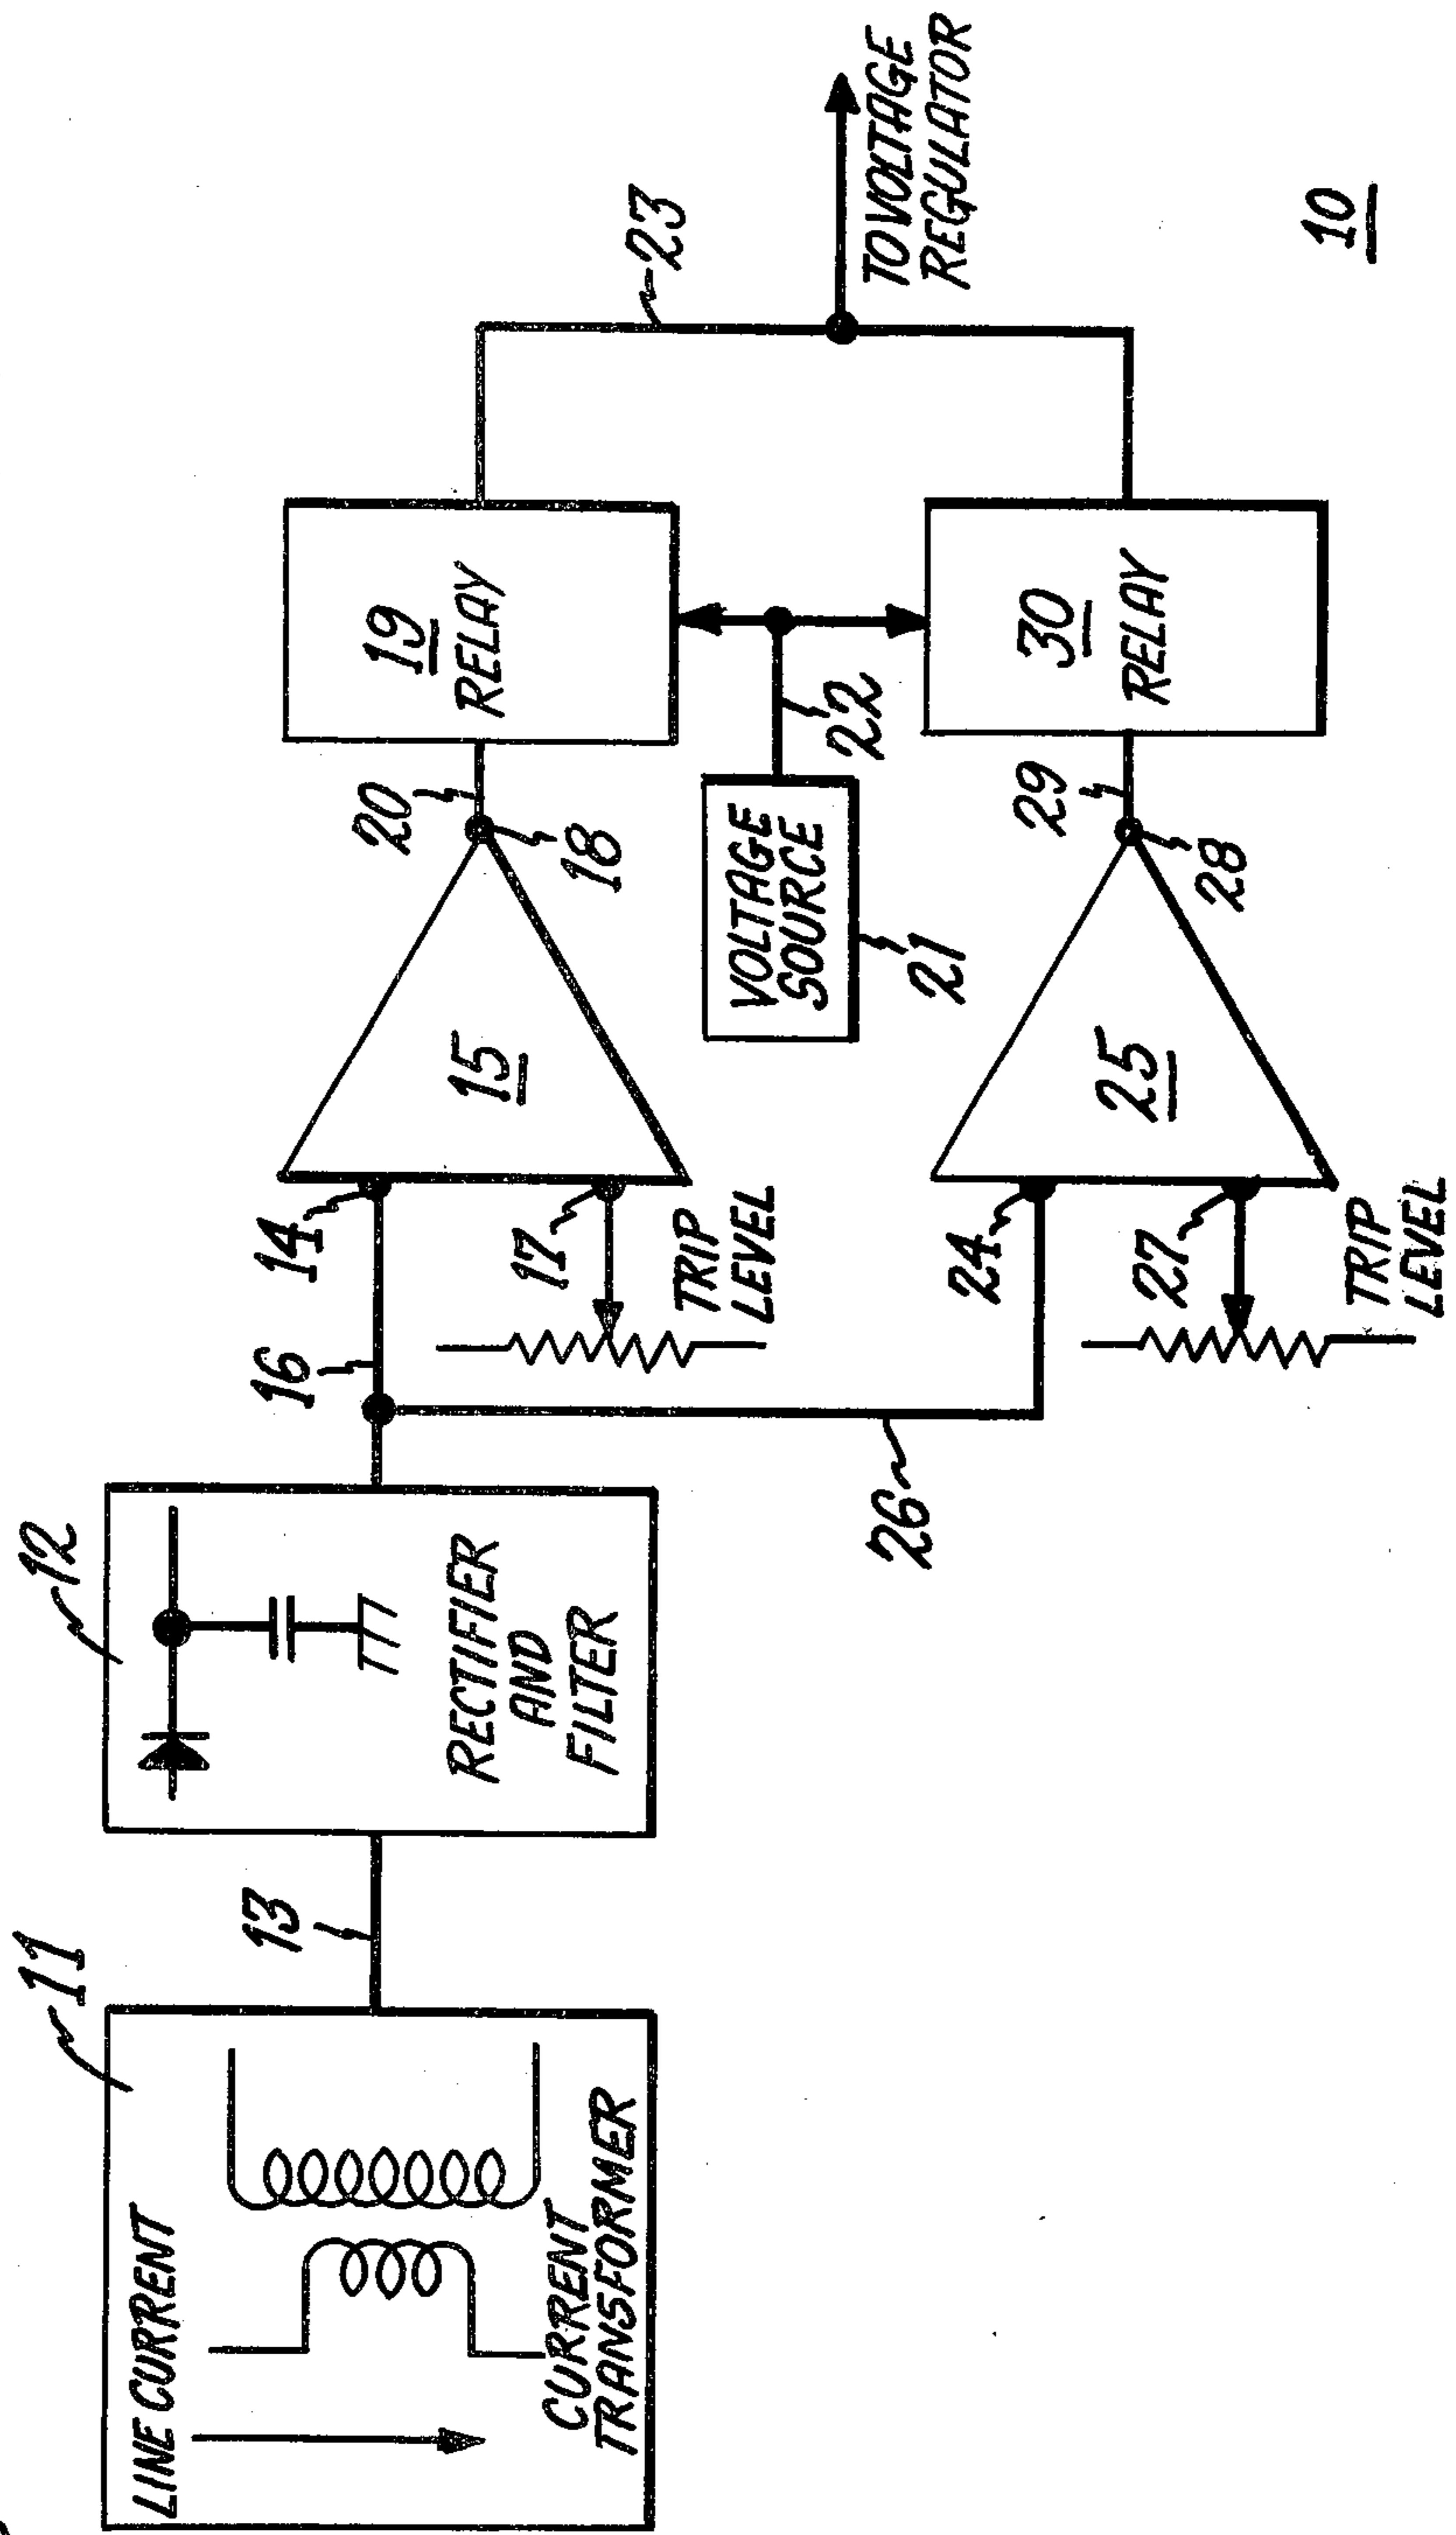 11
LINE CURRENT
CURRENT
TRANSFORMER
13
12
RECTIFIER
AND
FILTER
16
14
15
17
TRIP
LEVEL
20
18
19
RELAY
26
24
25
27
TRIP
LEVEL
VOLTAGE
SOURCE
21
22
29
28
30
RELAY
23
TO VOLTAGE
REGULATOR
10